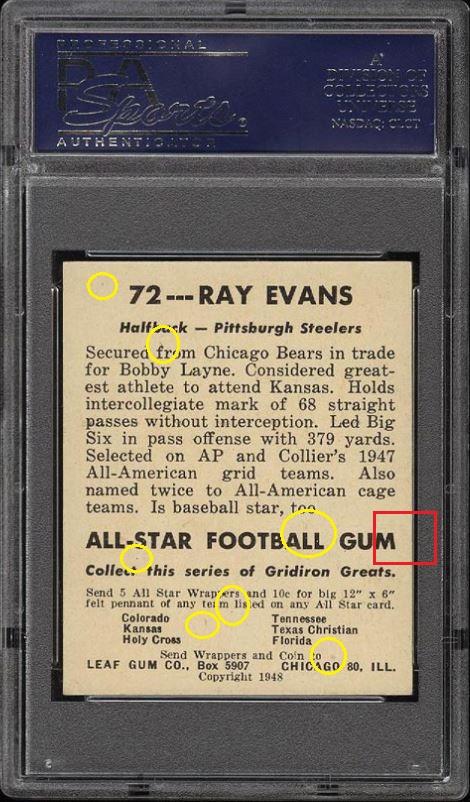 PROFESSIONAL
PSA
Sports
AUTHENTICATOR
A
DIVISION OF
COLLECTORS
UNIVERSE
NASDAQ: CLCT
72---RAY EVANS
Halfback — Pittsburgh Steelers
Secured from Chicago Bears in trade
for Bobby Layne. Considered great-
est athlete to attend Kansas. Holds
intercollegiate mark of 68 straight
passes without interception. Led Big
Six in pass offense with 379 yards.
Selected on AP and Collier's 1947
All-American grid teams. Also
named twice to All-American cage
teams. Is baseball star, too.
ALL-STAR FOOTBALL GUM
Collect this series of Gridiron Greats.
Send 5 All Star Wrappers and 10c for big 12" x 6"
felt pennant of any team listed on any All Star card.
Colorado
Kansas
Holy Cross
Tennessee
Texas Christian
Florida
Send Wrappers and Coin to
LEAF GUM CO., Box 5907 CHICAGO 80, ILL.
Copyright 1948